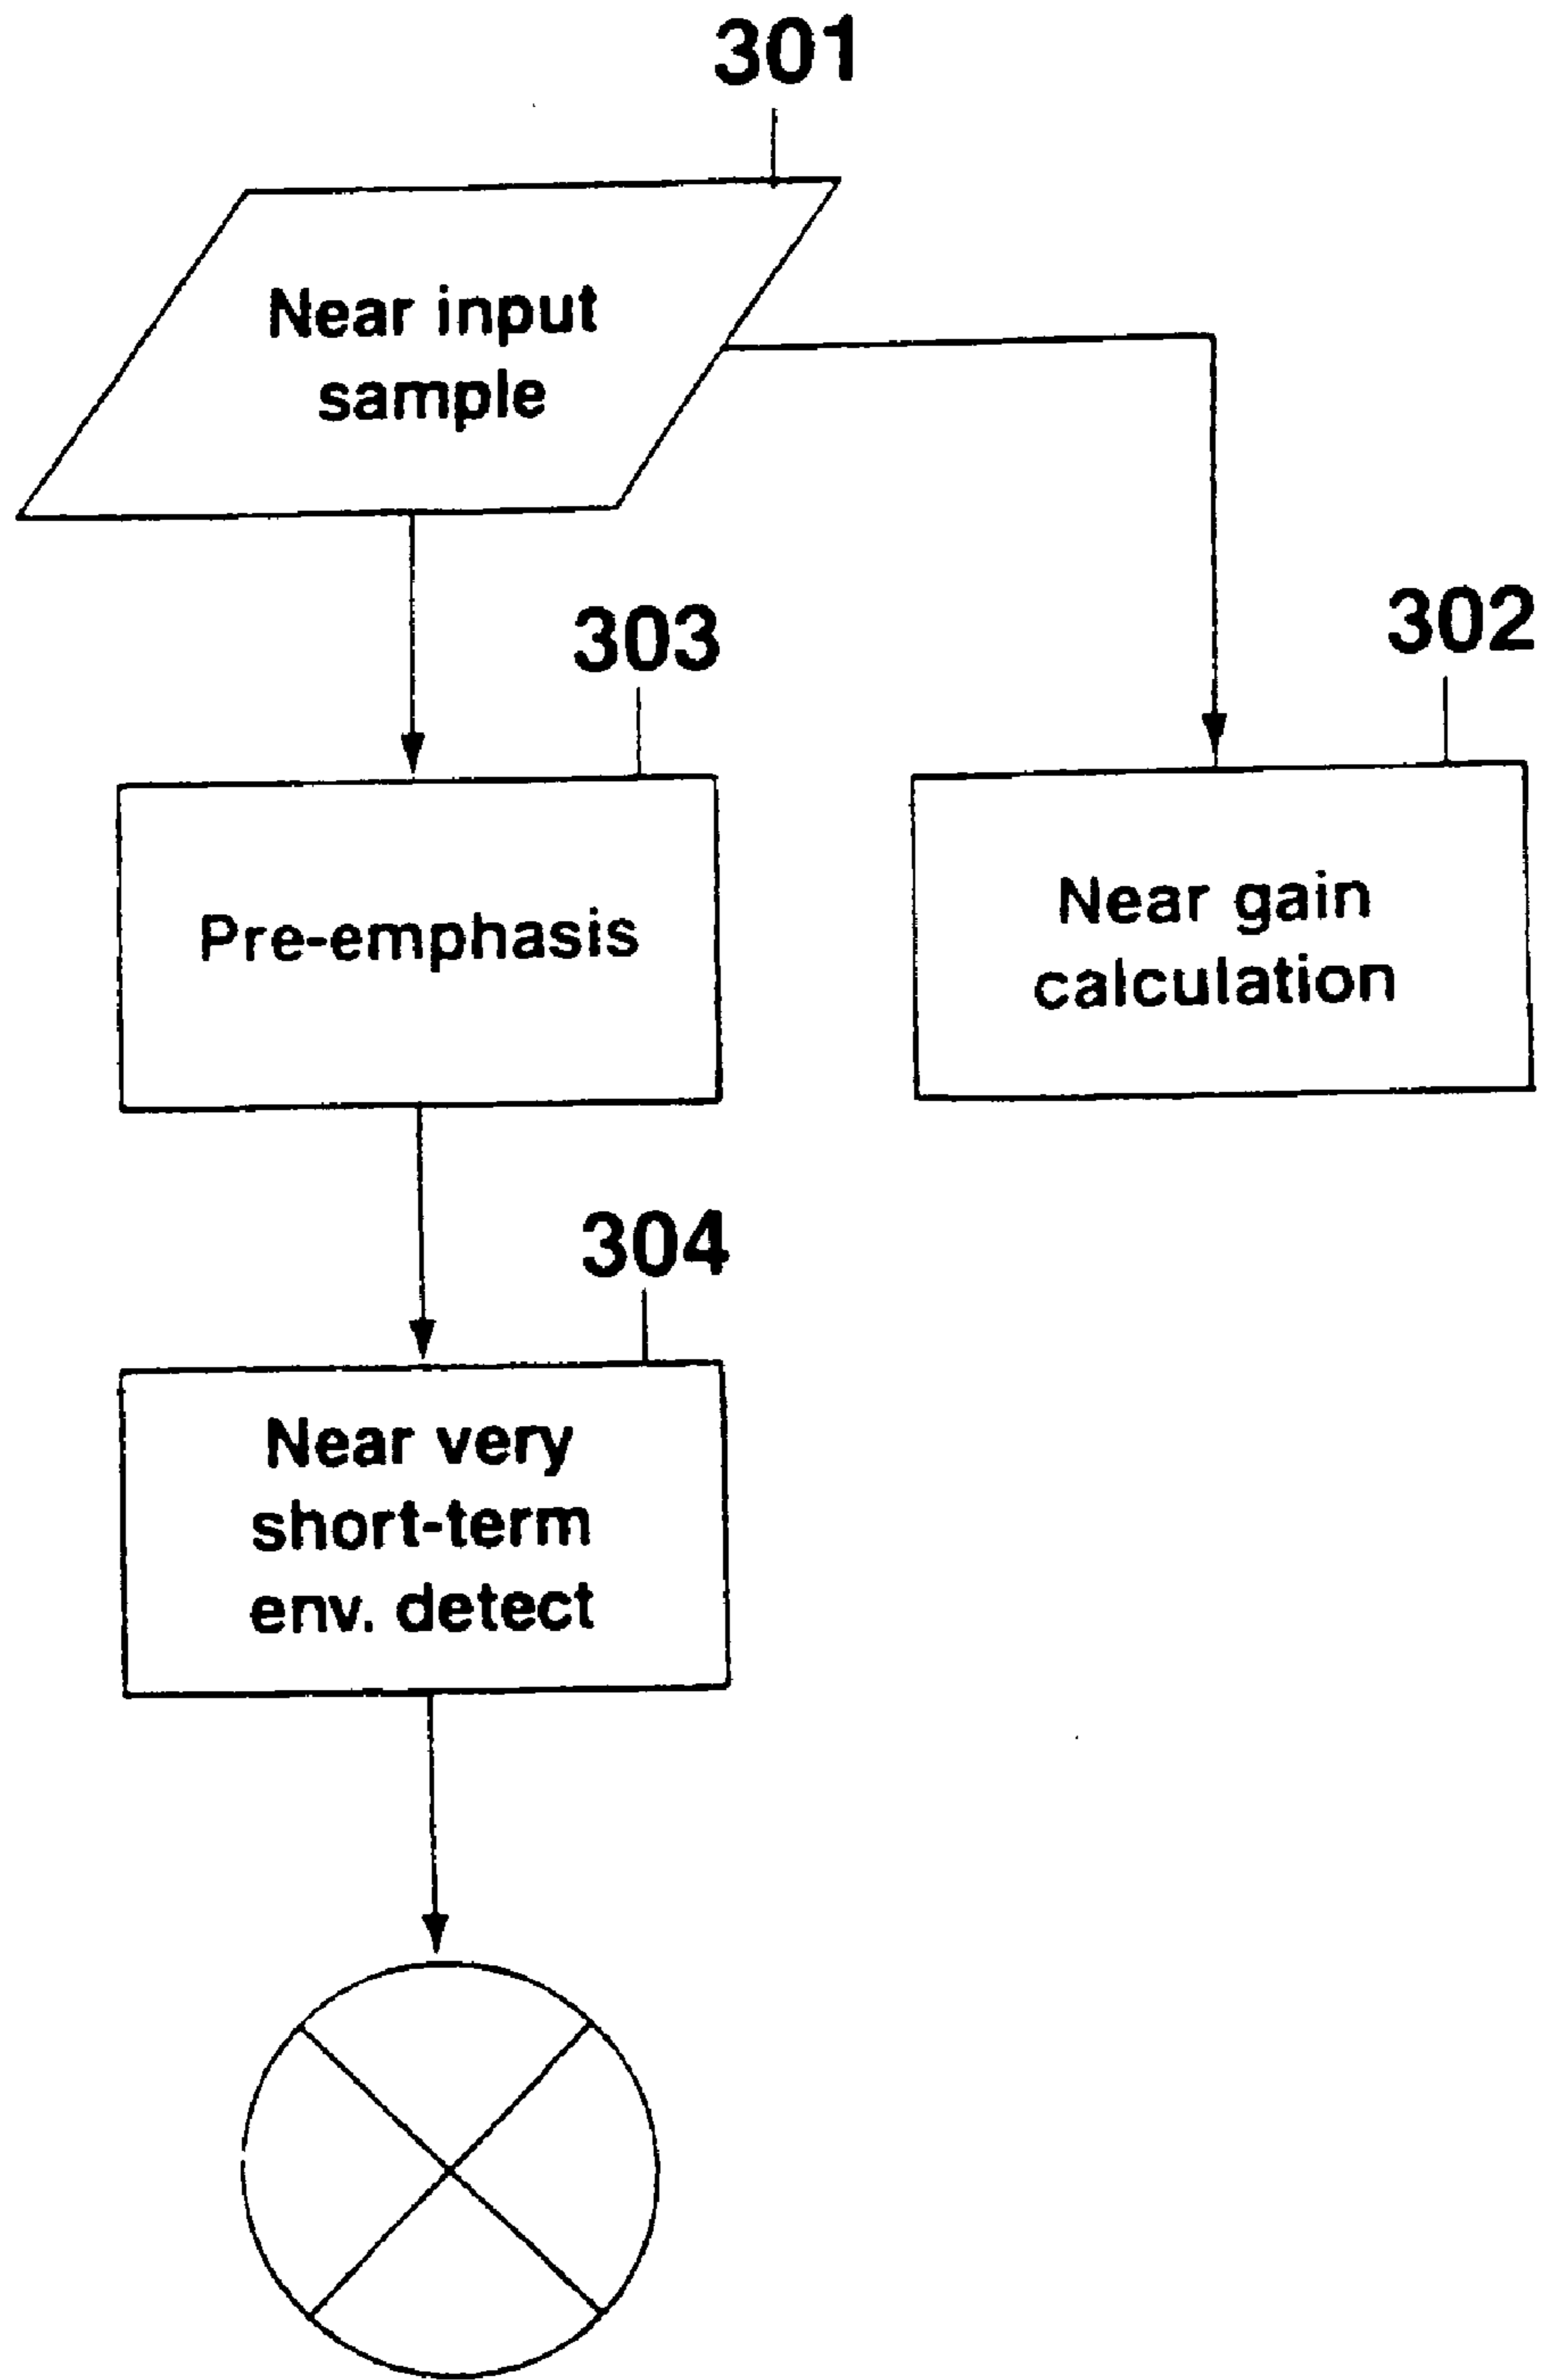 301
Near input
sample
303
302
Pre-emphasis
Near gain
calculation
304
Near very
short-term
env. detect